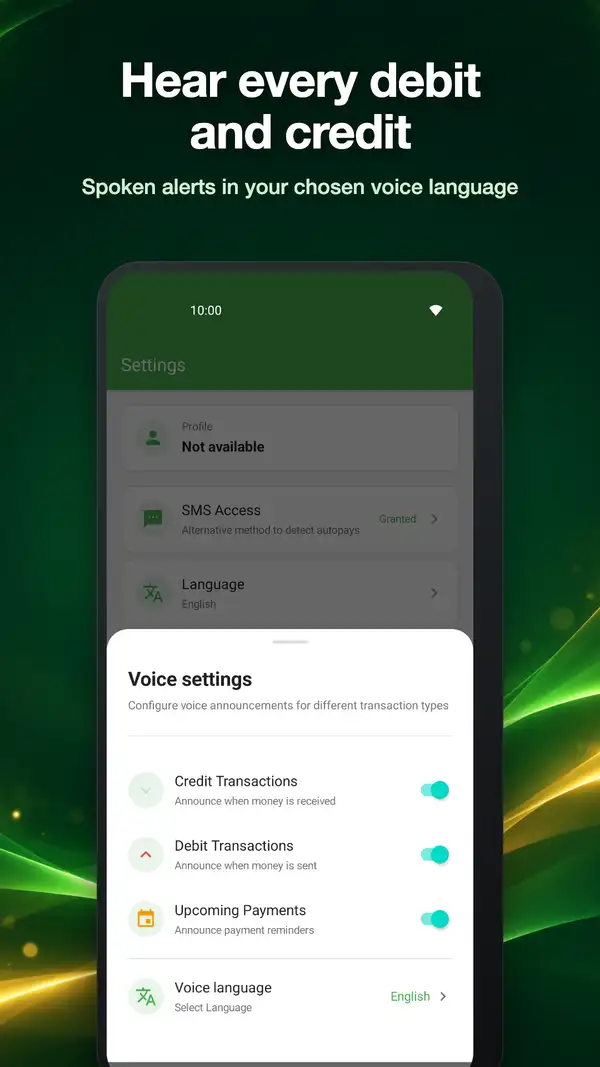 Hear every debit
and credit
Spoken alerts in your chosen voice language
10:00
Settings
Profile
Not available
SMS Access
Alternative method to detect autopays
Granted
Language
English
Voice settings
Configure voice announcements for different transaction types
Credit Transactions
Announce when money is received
Debit Transactions
Announce when money is sent
Upcoming Payments
Announce payment reminders
Voice language
Select Language
English